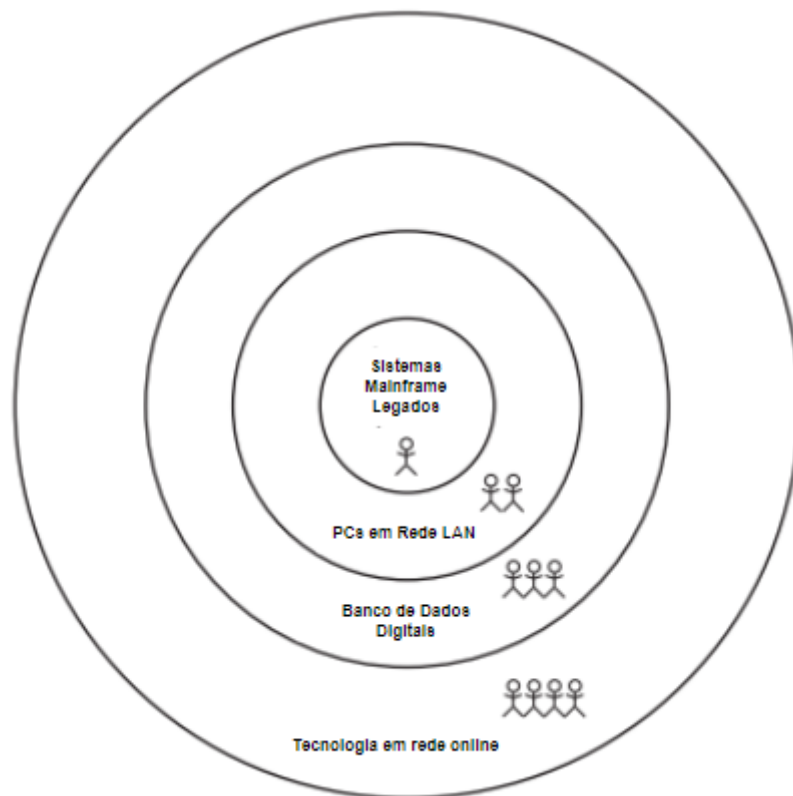 Sistemas
Mainframe
Legados
PCs em Rede LAN
Banco de Dados
Digitais
Tecnologia em rede online